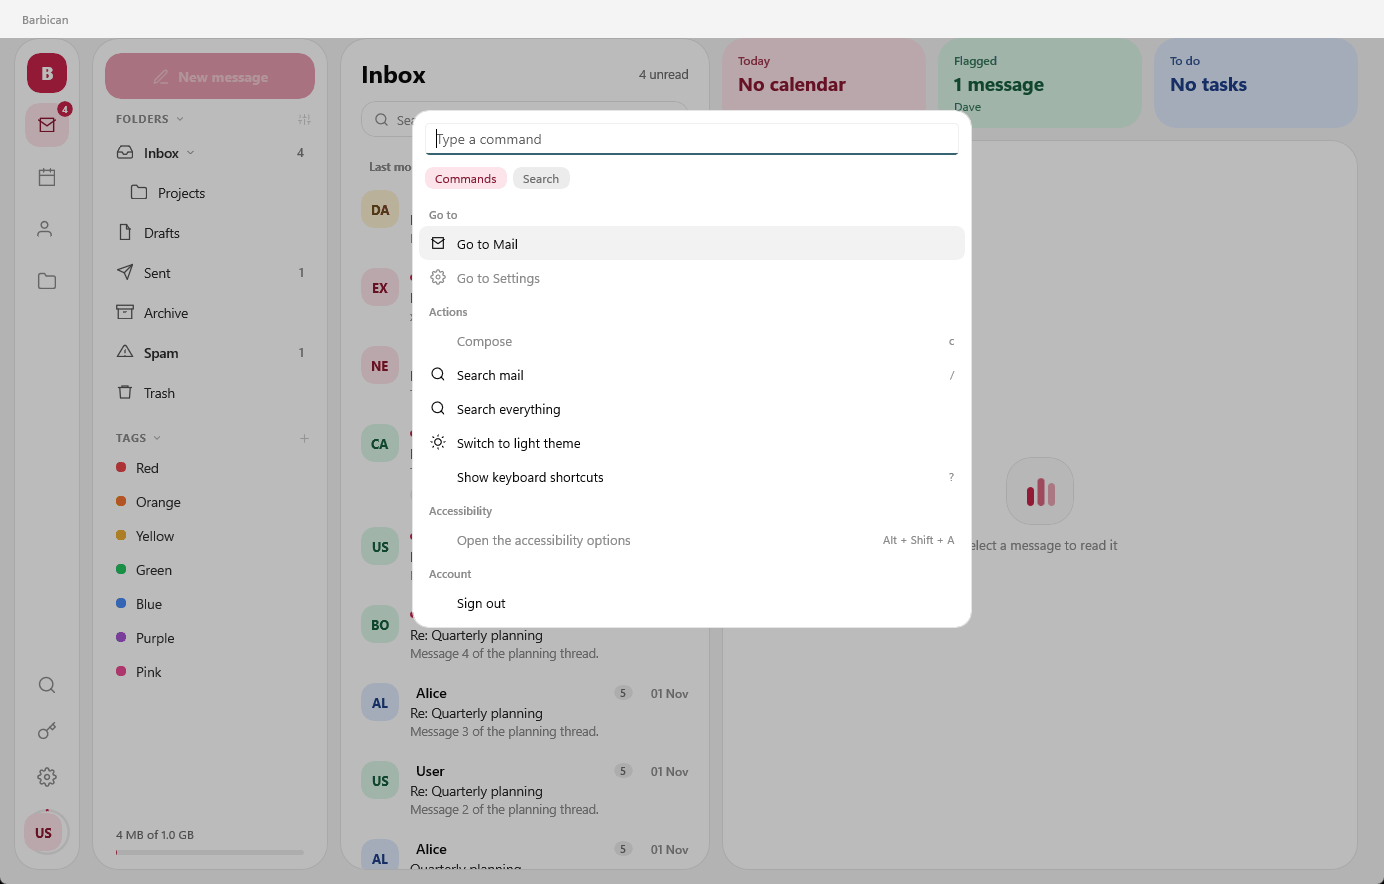 Barbican
B
4
New message
FOLDERS
Inbox 4
Projects
Drafts
Sent 1
Archive
Spam 1
Trash
TAGS
Red
Orange
Yellow
Green
Blue
Purple
Pink
4 MB of 1.0 GB
US
Inbox
4 unread
Last
DA
EX
NE
CA
US
BO
Re: Quarterly planning
Message 4 of the planning thread.
AL
Alice 5 01 Nov
Re: Quarterly planning
Message 3 of the planning thread.
US
User 5 01 Nov
Re: Quarterly planning
Message 2 of the planning thread.
AL
Alice 5 01 Nov
Quarterly planning
Today
No calendar
Flagged
1 message
Dave
To do
No tasks
Type a command
Commands
Search
Go to
Go to Mail
Go to Settings
Actions
Compose c
Search mail /
Search everything
Switch to light theme
Show keyboard shortcuts ?
Accessibility
Open the accessibility options Alt + Shift + A
Account
Sign out
elect a message to read it